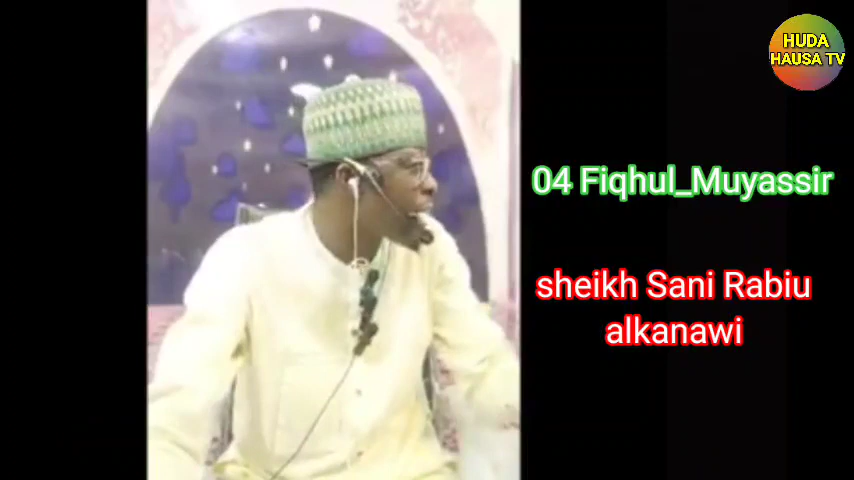 HUDA
HAUSA TV
04 Fiqhul_Muyassir
sheikh Sani Rabiu
alkanawi